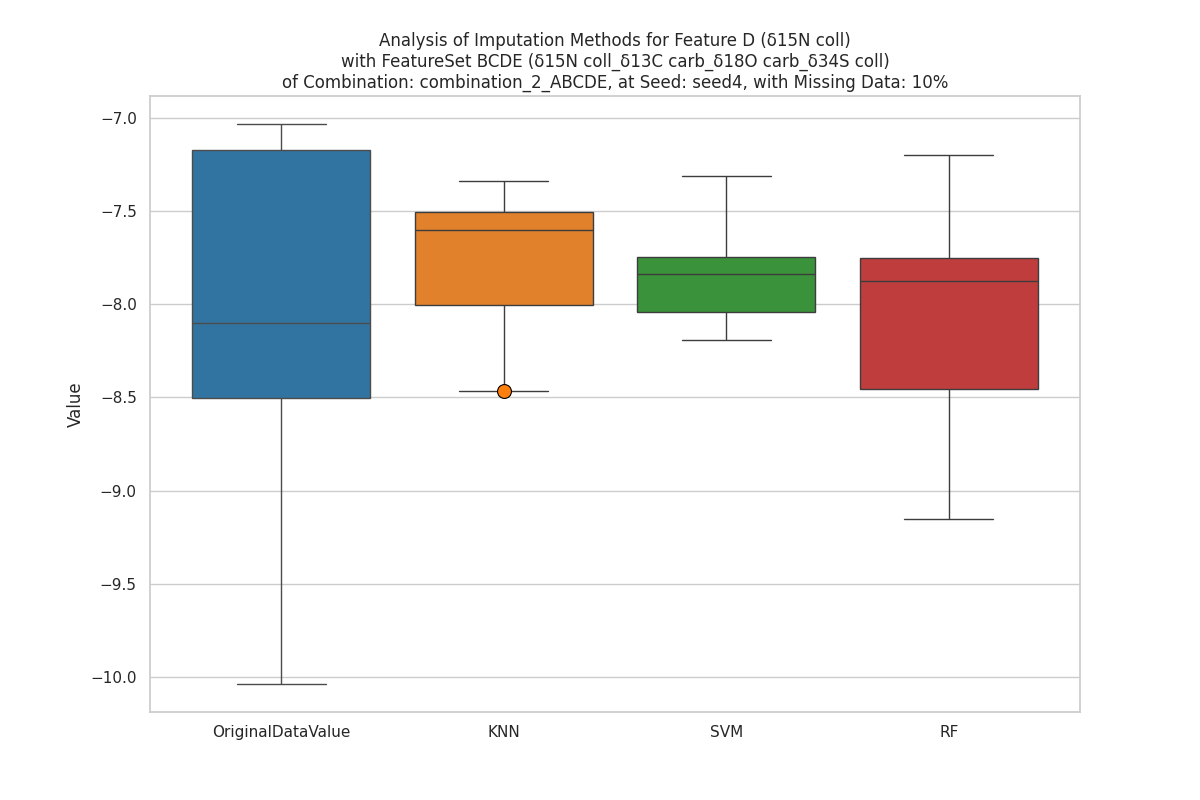 Analysis of Imputation Methods for Feature D (δ15N coll)
with FeatureSet BCDE (δ15N coll_δ13C carb_δ18O carb_δ34S coll)
of Combination: combination_2_ABCDE, at Seed: seed4, with Missing Data: 10%
−7.0
−7.5
−8.0
−8.5
−9.0
−9.5
−10.0
Value
OriginalDataValue
KNN
SVM
RF